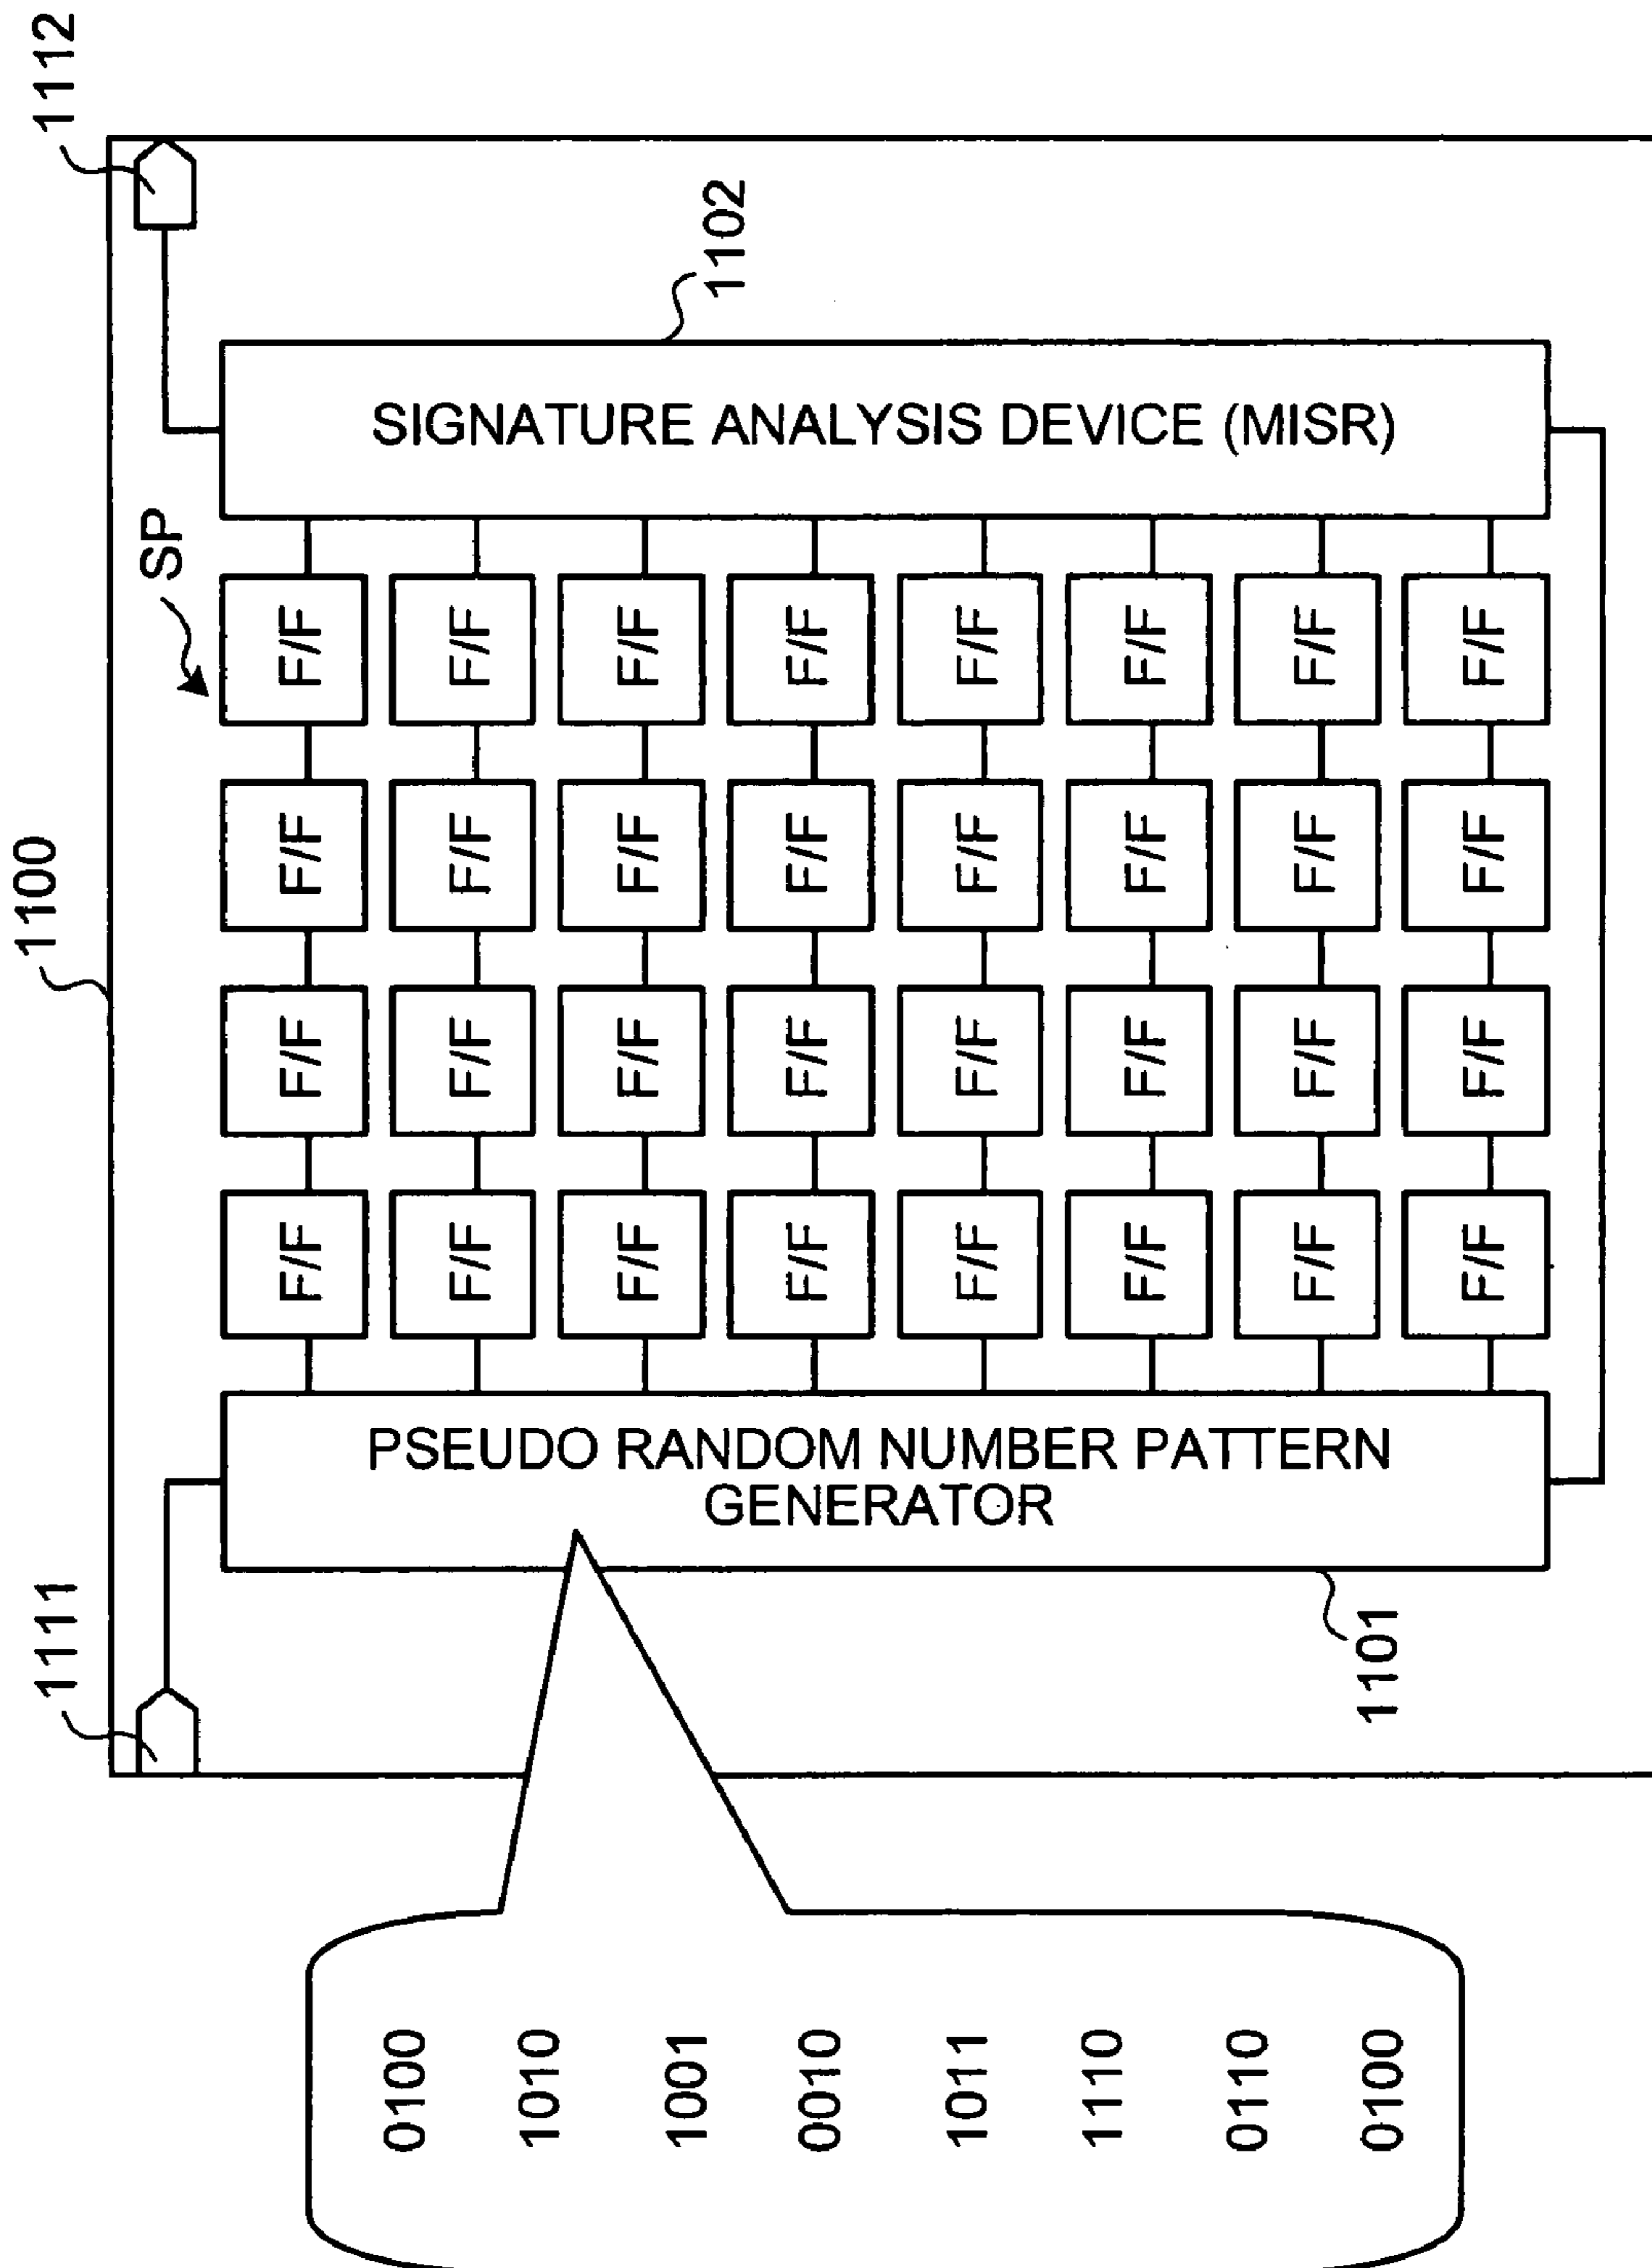 1100
1111
1112
SP
0100
1010
1001
0010
1011
1110
0110
0100
PSEUDO RANDOM NUMBER PATTERN
GENERATOR
F/F F/F F/F F/F
F/F F/F F/F F/F
F/F F/F F/F F/F
F/F F/F F/F F/F
F/F F/F F/F F/F
F/F F/F F/F F/F
F/F F/F F/F F/F
F/F F/F F/F F/F
SIGNATURE ANALYSIS DEVICE (MISR)
1101
1102